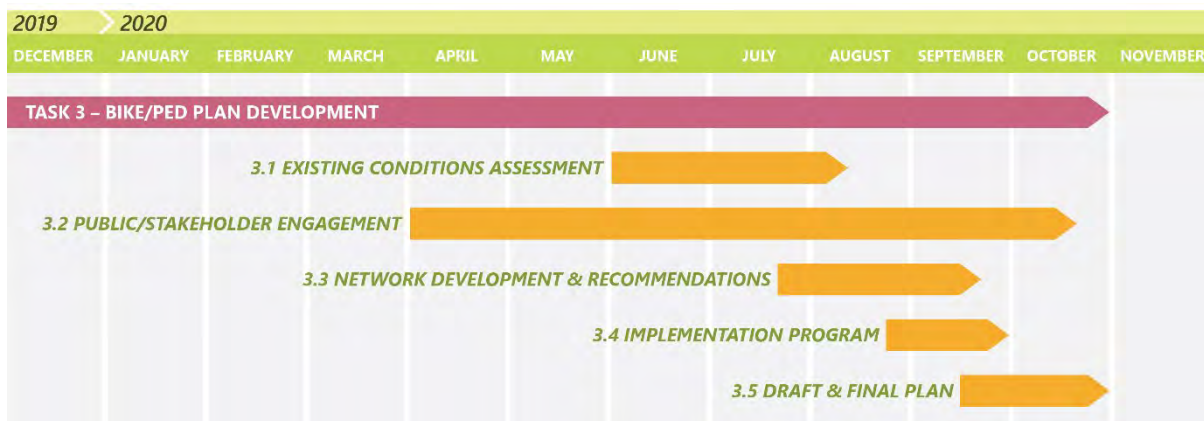 2019 2020
DECEMBER JANUARY FEBRUARY MARCH APRIL MAY JUNE JULY AUGUST SEPTEMBER OCTOBER NOVEMBER
TASK 3 – BIKE/PED PLAN DEVELOPMENT
3.1 EXISTING CONDITIONS ASSESSMENT
3.2 PUBLIC/STAKEHOLDER ENGAGEMENT
3.3 NETWORK DEVELOPMENT & RECOMMENDATIONS
3.4 IMPLEMENTATION PROGRAM
3.5 DRAFT & FINAL PLAN